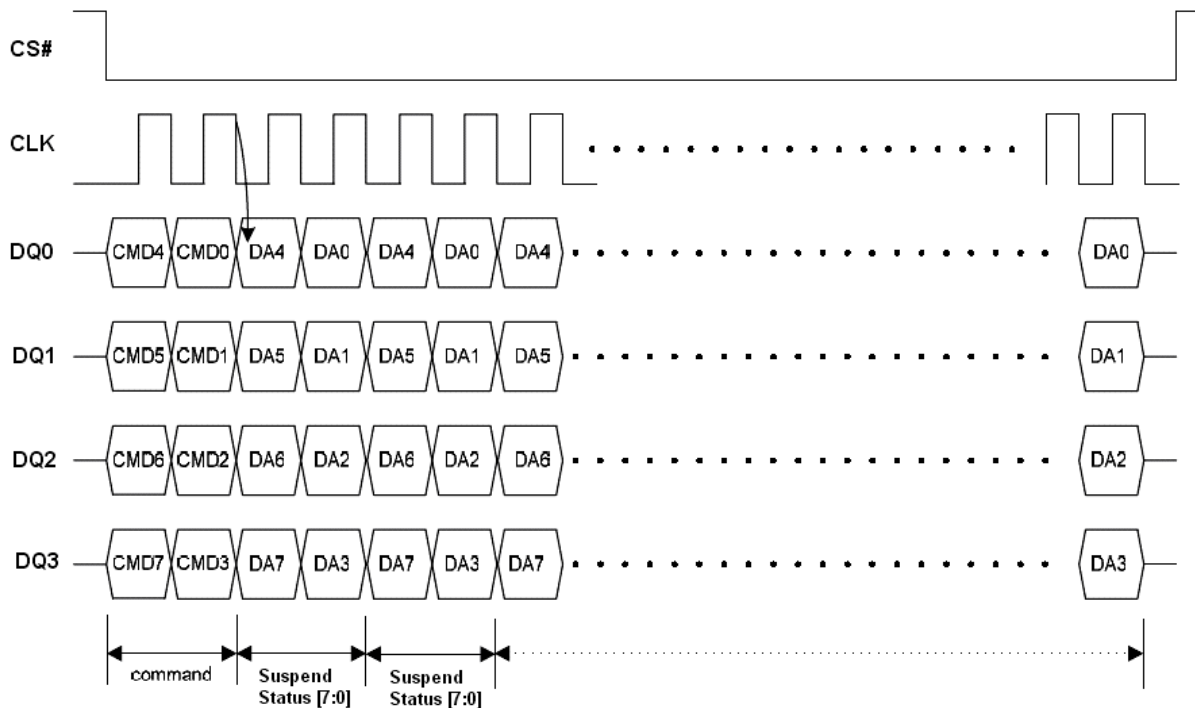 CS#
CLK
DQ0 CMD4 CMD0 DA4 DA0 DA4 DA0 DA4 DA0
DQ1 CMD5 CMD1 DA5 DA1 DA5 DA1 DA5 DA1
DQ2 CMD6 CMD2 DA6 DA2 DA6 DA2 DA6 DA2
DQ3 CMD7 CMD3 DA7 DA3 DA7 DA3 DA7 DA3
command
Suspend
Status [7:0]
Suspend
Status [7:0]